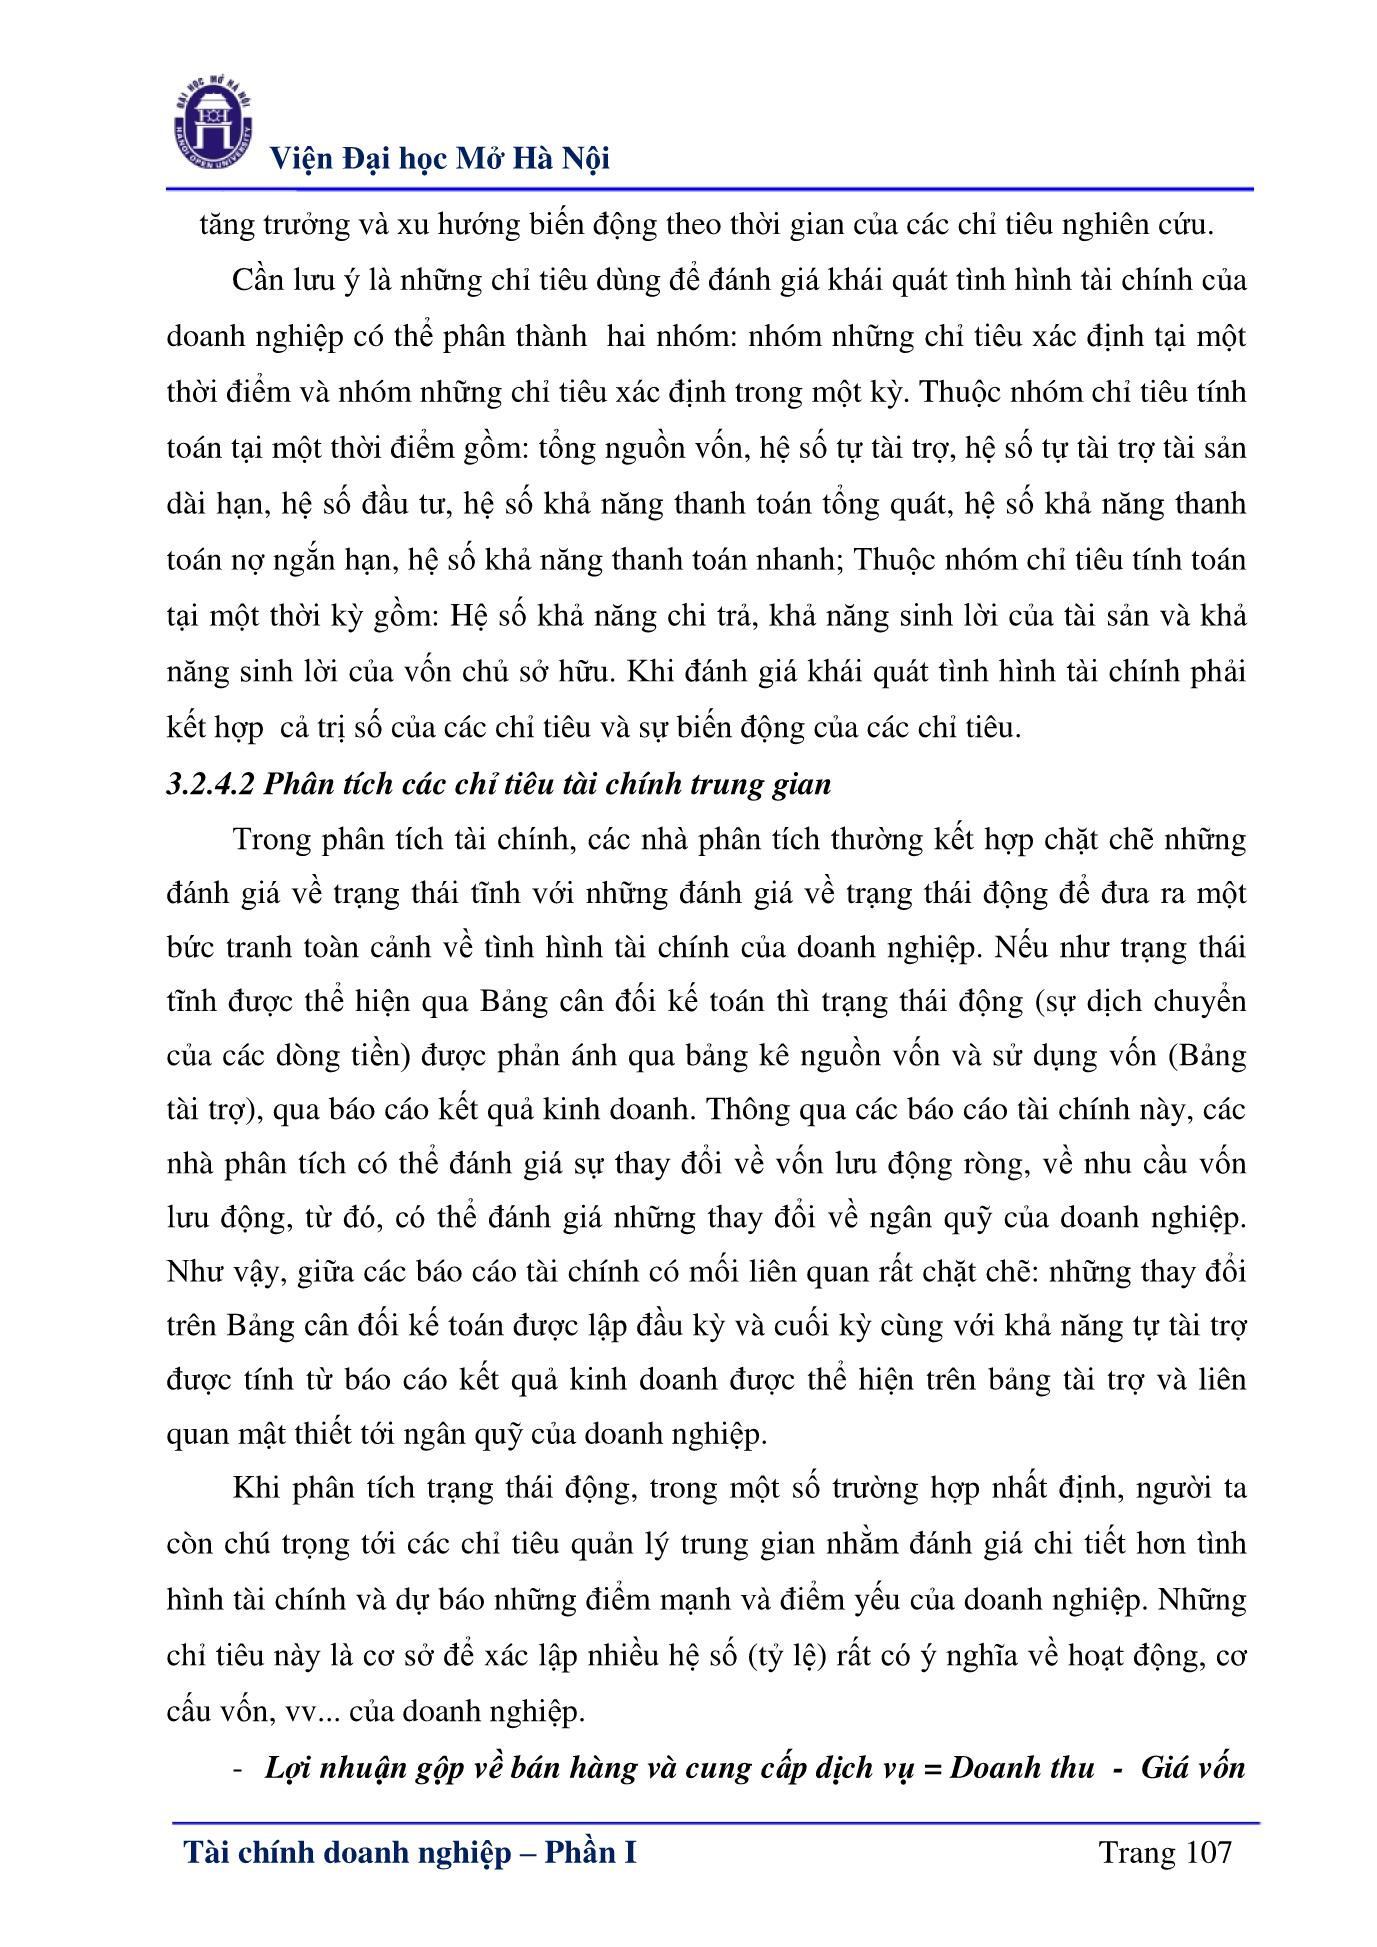 ĐẠI HỌC MỞ HÀ NỘI
HANOI OPEN UNIVERSITY
Viện Đại học Mở Hà Nội
tăng trưởng và xu hướng biến động theo thời gian của các chỉ tiêu nghiên cứu.
Cần lưu ý là những chỉ tiêu dùng để đánh giá khái quát tình hình tài chính của
doanh nghiệp có thể phân thành  hai nhóm: nhóm những chỉ tiêu xác định tại một
thời điểm và nhóm những chỉ tiêu xác định trong một kỳ. Thuộc nhóm chỉ tiêu tính
toán tại một thời điểm gồm: tổng nguồn vốn, hệ số tự tài trợ, hệ số tự tài trợ tài sản
dài hạn, hệ số đầu tư, hệ số khả năng thanh toán tổng quát, hệ số khả năng thanh
toán nợ ngắn hạn, hệ số khả năng thanh toán nhanh; Thuộc nhóm chỉ tiêu tính toán
tại một thời kỳ gồm: Hệ số khả năng chi trả, khả năng sinh lời của tài sản và khả
năng sinh lời của vốn chủ sở hữu. Khi đánh giá khái quát tình hình tài chính phải
kết hợp  cả trị số của các chỉ tiêu và sự biến động của các chỉ tiêu.
3.2.4.2 Phân tích các chỉ tiêu tài chính trung gian
Trong phân tích tài chính, các nhà phân tích thường kết hợp chặt chẽ những
đánh giá về trạng thái tĩnh với những đánh giá về trạng thái động để đưa ra một
bức tranh toàn cảnh về tình hình tài chính của doanh nghiệp. Nếu như trạng thái
tĩnh được thể hiện qua Bảng cân đối kế toán thì trạng thái động (sự dịch chuyển
của các dòng tiền) được phản ánh qua bảng kê nguồn vốn và sử dụng vốn (Bảng
tài trợ), qua báo cáo kết quả kinh doanh. Thông qua các báo cáo tài chính này, các
nhà phân tích có thể đánh giá sự thay đổi về vốn lưu động ròng, về nhu cầu vốn
lưu động, từ đó, có thể đánh giá những thay đổi về ngân quỹ của doanh nghiệp.
Như vậy, giữa các báo cáo tài chính có mối liên quan rất chặt chẽ: những thay đổi
trên Bảng cân đối kế toán được lập đầu kỳ và cuối kỳ cùng với khả năng tự tài trợ
được tính từ báo cáo kết quả kinh doanh được thể hiện trên bảng tài trợ và liên
quan mật thiết tới ngân quỹ của doanh nghiệp.
Khi phân tích trạng thái động, trong một số trường hợp nhất định, người ta
còn chú trọng tới các chỉ tiêu quản lý trung gian nhằm đánh giá chi tiết hơn tình
hình tài chính và dự báo những điểm mạnh và điểm yếu của doanh nghiệp. Những
chỉ tiêu này là cơ sở để xác lập nhiều hệ số (tỷ lệ) rất có ý nghĩa về hoạt động, cơ
cấu vốn, vv... của doanh nghiệp.
- Lợi nhuận gộp về bán hàng và cung cấp dịch vụ = Doanh thu  -  Giá vốn
Tài chính doanh nghiệp – Phần I Trang 107